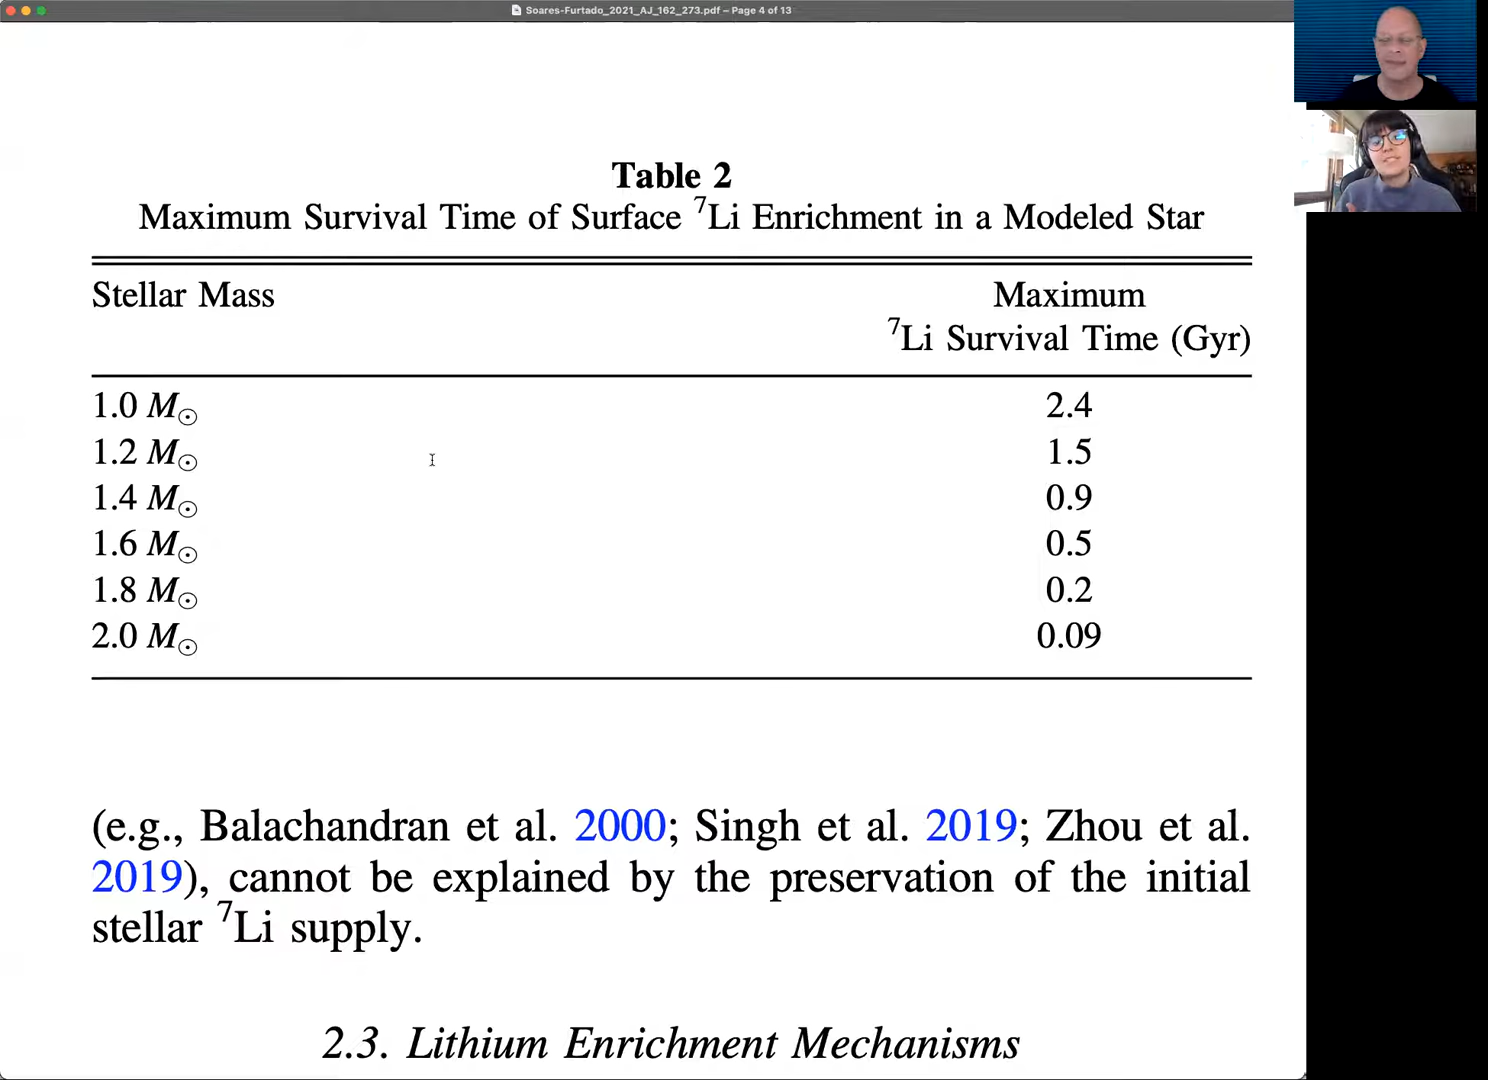 Soares-Furtado_2021_AJ_162_273.pdf – Page 4 of 13
Table 2
Maximum Survival Time of Surface ⁷Li Enrichment in a Modeled Star
Stellar Mass Maximum
⁷Li Survival Time (Gyr)
1.0 M☉ 2.4
1.2 M☉ 1.5
1.4 M☉ 0.9
1.6 M☉ 0.5
1.8 M☉ 0.2
2.0 M☉ 0.09
(e.g., Balachandran et al. 2000; Singh et al. 2019; Zhou et al.
2019), cannot be explained by the preservation of the initial
stellar ⁷Li supply.
2.3. Lithium Enrichment Mechanisms